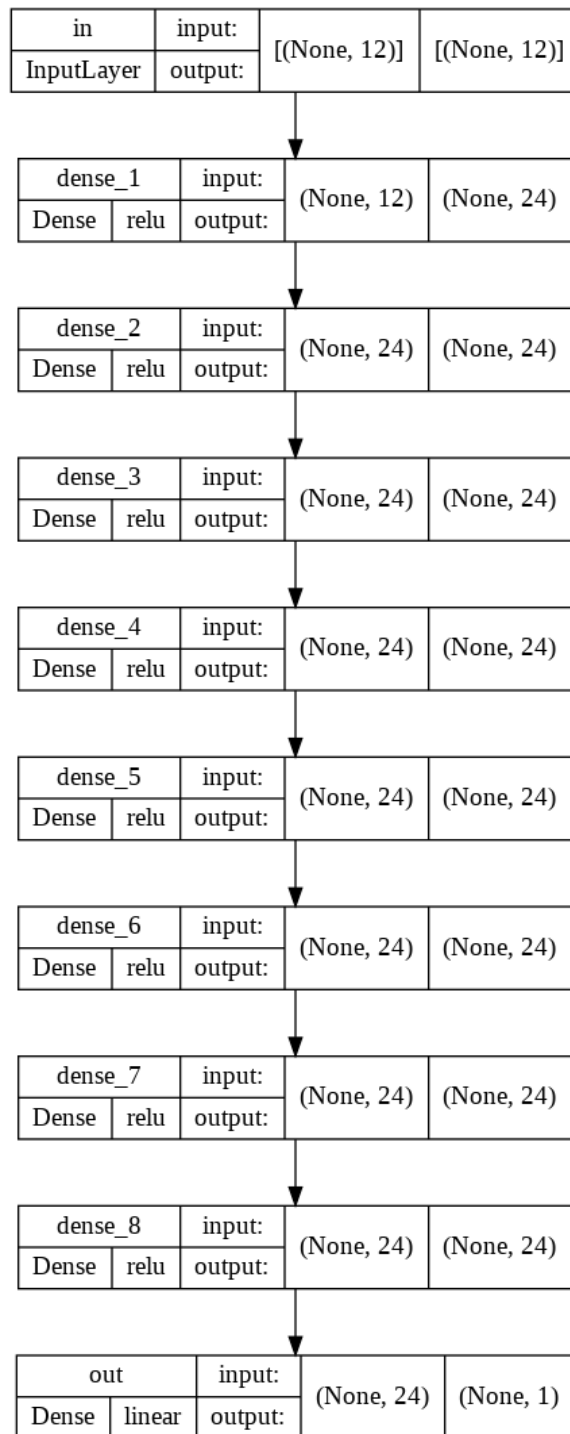 in input: [(None, 12)] [(None, 12)]
InputLayer output:
dense_1 input: (None, 12) (None, 24)
Dense relu output:
dense_2 input: (None, 24) (None, 24)
Dense relu output:
dense_3 input: (None, 24) (None, 24)
Dense relu output:
dense_4 input: (None, 24) (None, 24)
Dense relu output:
dense_5 input: (None, 24) (None, 24)
Dense relu output:
dense_6 input: (None, 24) (None, 24)
Dense relu output:
dense_7 input: (None, 24) (None, 24)
Dense relu output:
dense_8 input: (None, 24) (None, 24)
Dense relu output:
out input: (None, 24) (None, 1)
Dense linear output: